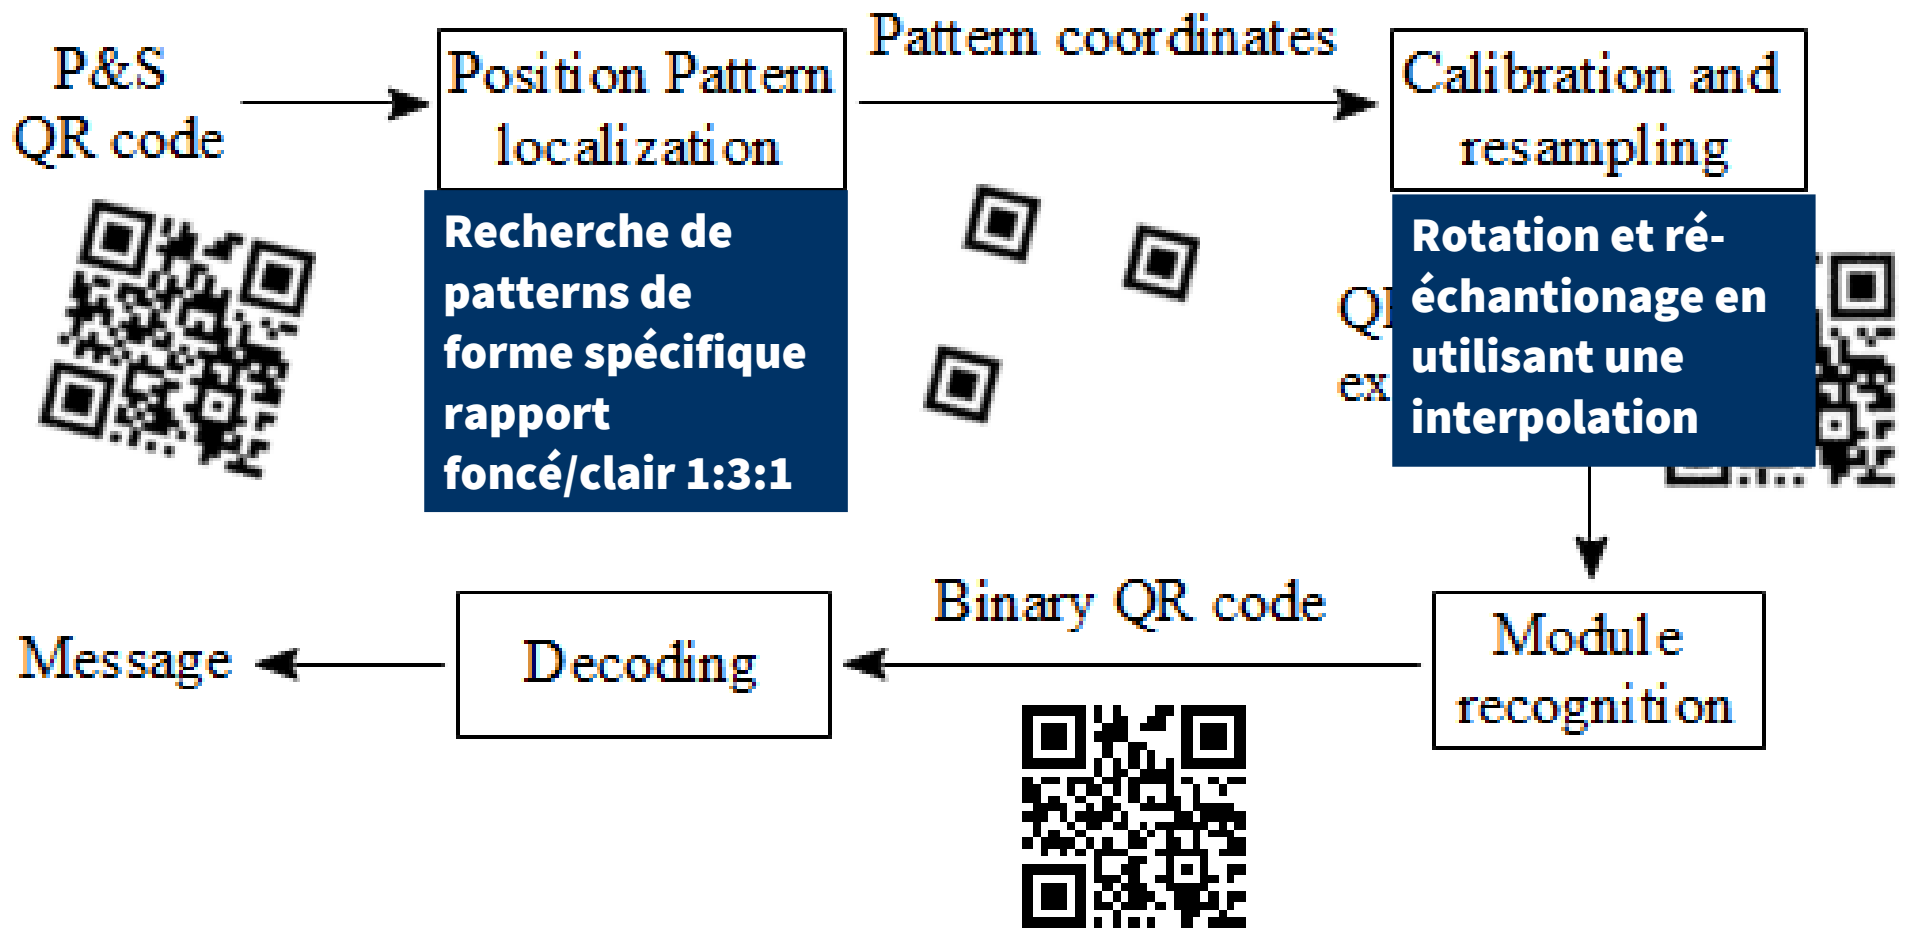 P&S
QR code
Position Pattern
localization
Pattern coordinates
Calibration and
resampling
Recherche de
patterns de
forme spécifique
rapport
foncé/clair 1:3:1
Rotation et ré-
échantionage en
utilisant une
interpolation
Module
recognition
Binary QR code
Decoding
Message